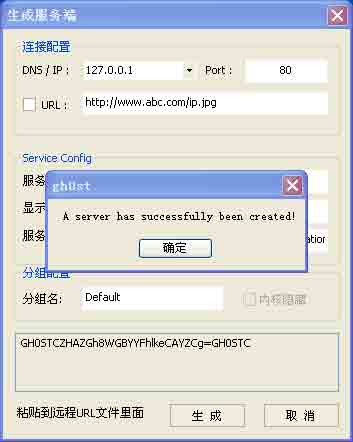 生成服务端
连接配置
DNS / IP： 127.0.0.1 Port： 80
URL： http://www.abc.com/ip.jpg
Service Config
服务
显示
服务
gh0st
A server has successfully been created!
确定
分组配置
分组名: Default 内核隐藏
GH0STCZHAZGh8WGBYYFhlkeCAYZCg=GH0STC
粘贴到远程URL文件里面 生 成 取 消